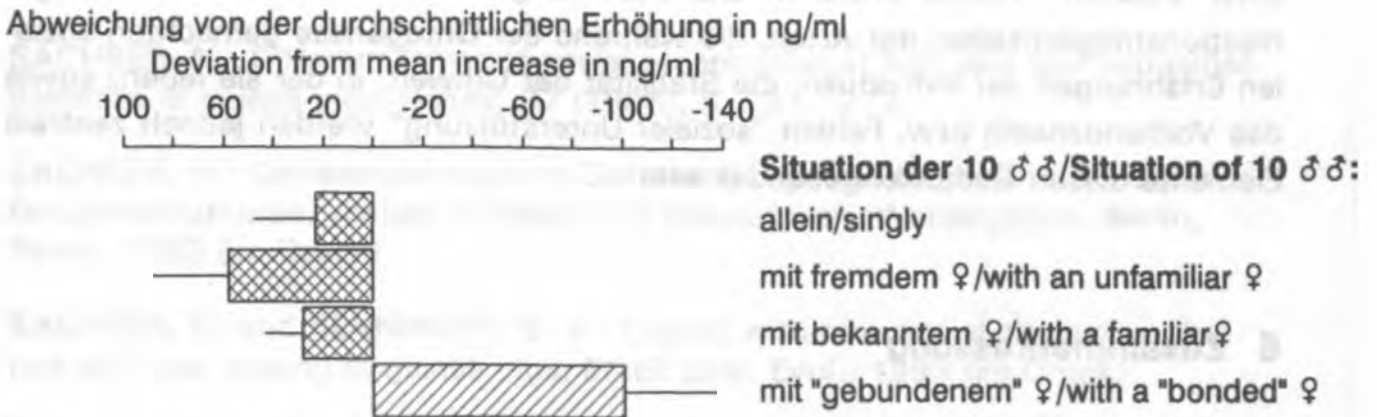 Abweichung von der durchschnittlichen Erhöhung in ng/ml
Deviation from mean increase in ng/ml
100 60 20 -20 -60 -100 -140
Situation der 10 ♂♂/Situation of 10 ♂♂:
allein/singly
mit fremdem ♀/with an unfamiliar ♀
mit bekanntem ♀/with a familiar♀
mit "gebundenem" ♀/with a "bonded" ♀